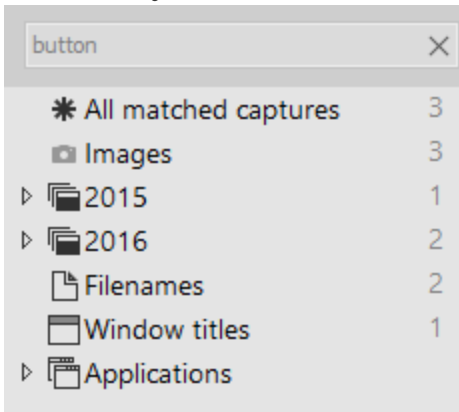 button
All matched captures 3
Images 3
2015 1
2016 2
Filenames 2
Window titles 1
Applications